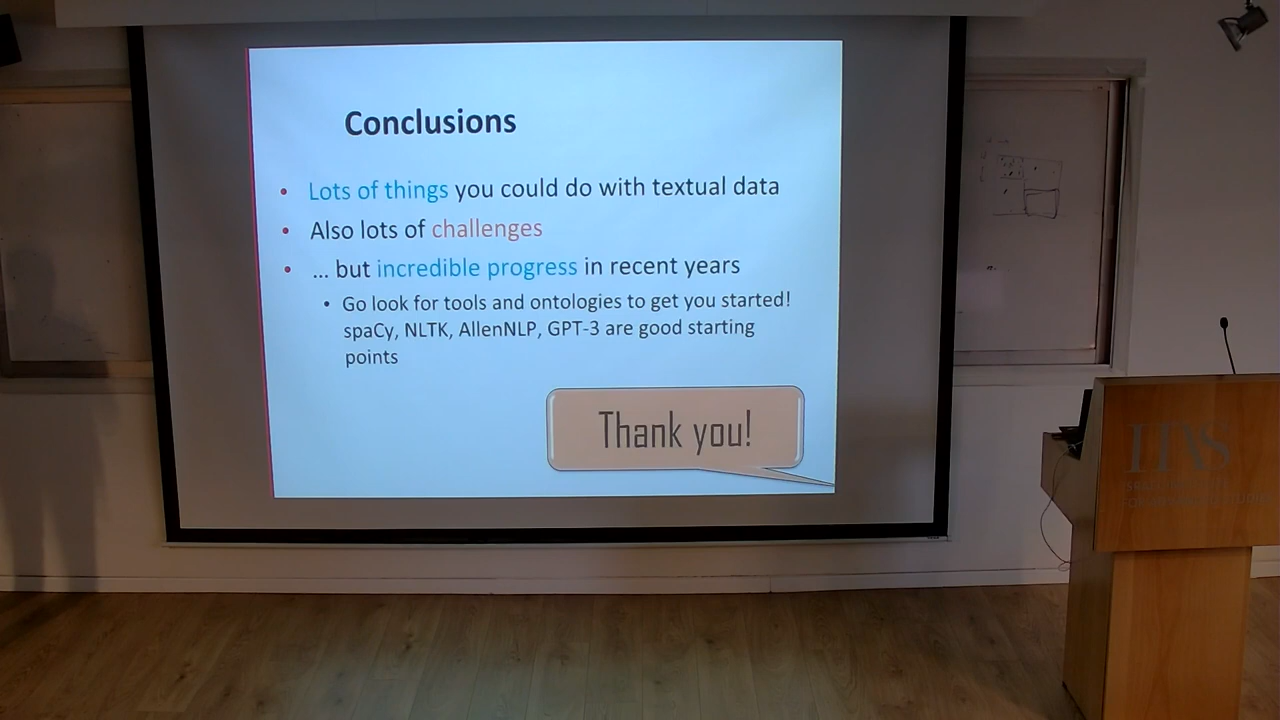 Conclusions
• Lots of things you could do with textual data
• Also lots of challenges
• ... but incredible progress in recent years
• Go look for tools and ontologies to get you started!
spaCy, NLTK, AllenNLP, GPT-3 are good starting
points
Thank you!
IIAS